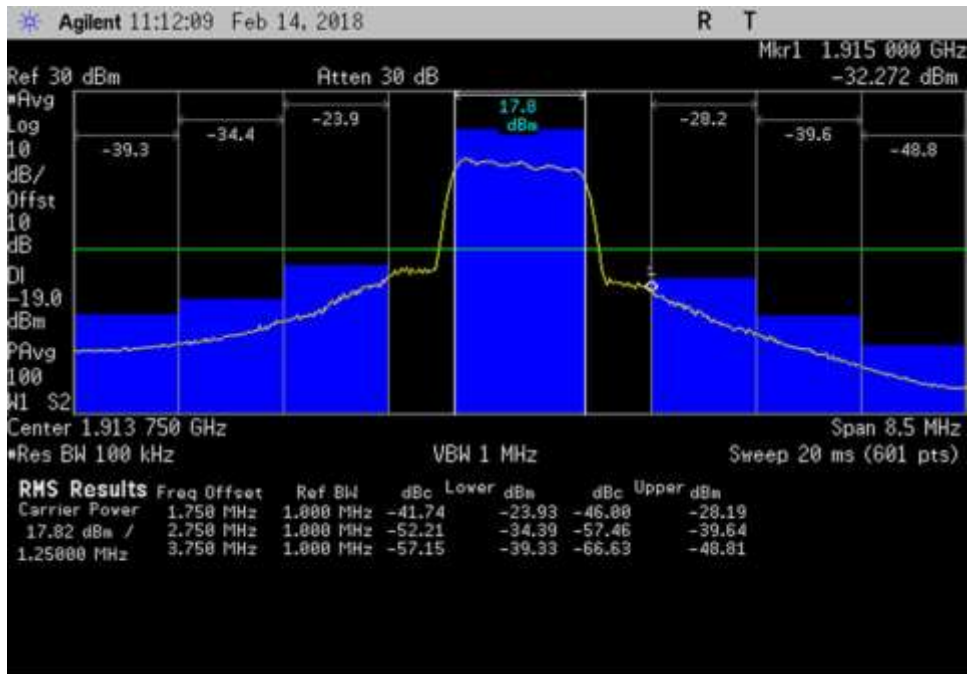 Agilent 11:12:09 Feb 14, 2018 R T
Mkr1 1.915 000 GHz
Ref 30 dBm Atten 30 dB -32.272 dBm
Avg
Log
10
dB/
Offst
10
dB
DI
-19.0
dBm
PAvg
100
W1 S2
-39.3 -34.4 -23.9 17.8 dBm -28.2 -39.6 -48.8
1
Center 1.913 750 GHz Span 8.5 MHz
Res BW 100 kHz VBW 1 MHz Sweep 20 ms (601 pts)
RMS Results Freq Offset Ref BW dBc Lower dBm dBc Upper dBm
Carrier Power 1.750 MHz 1.000 MHz -41.74 -23.93 -46.00 -28.19
17.82 dBm / 2.750 MHz 1.000 MHz -52.21 -34.39 -57.46 -39.64
1.25000 MHz 3.750 MHz 1.000 MHz -57.15 -39.33 -66.63 -48.81